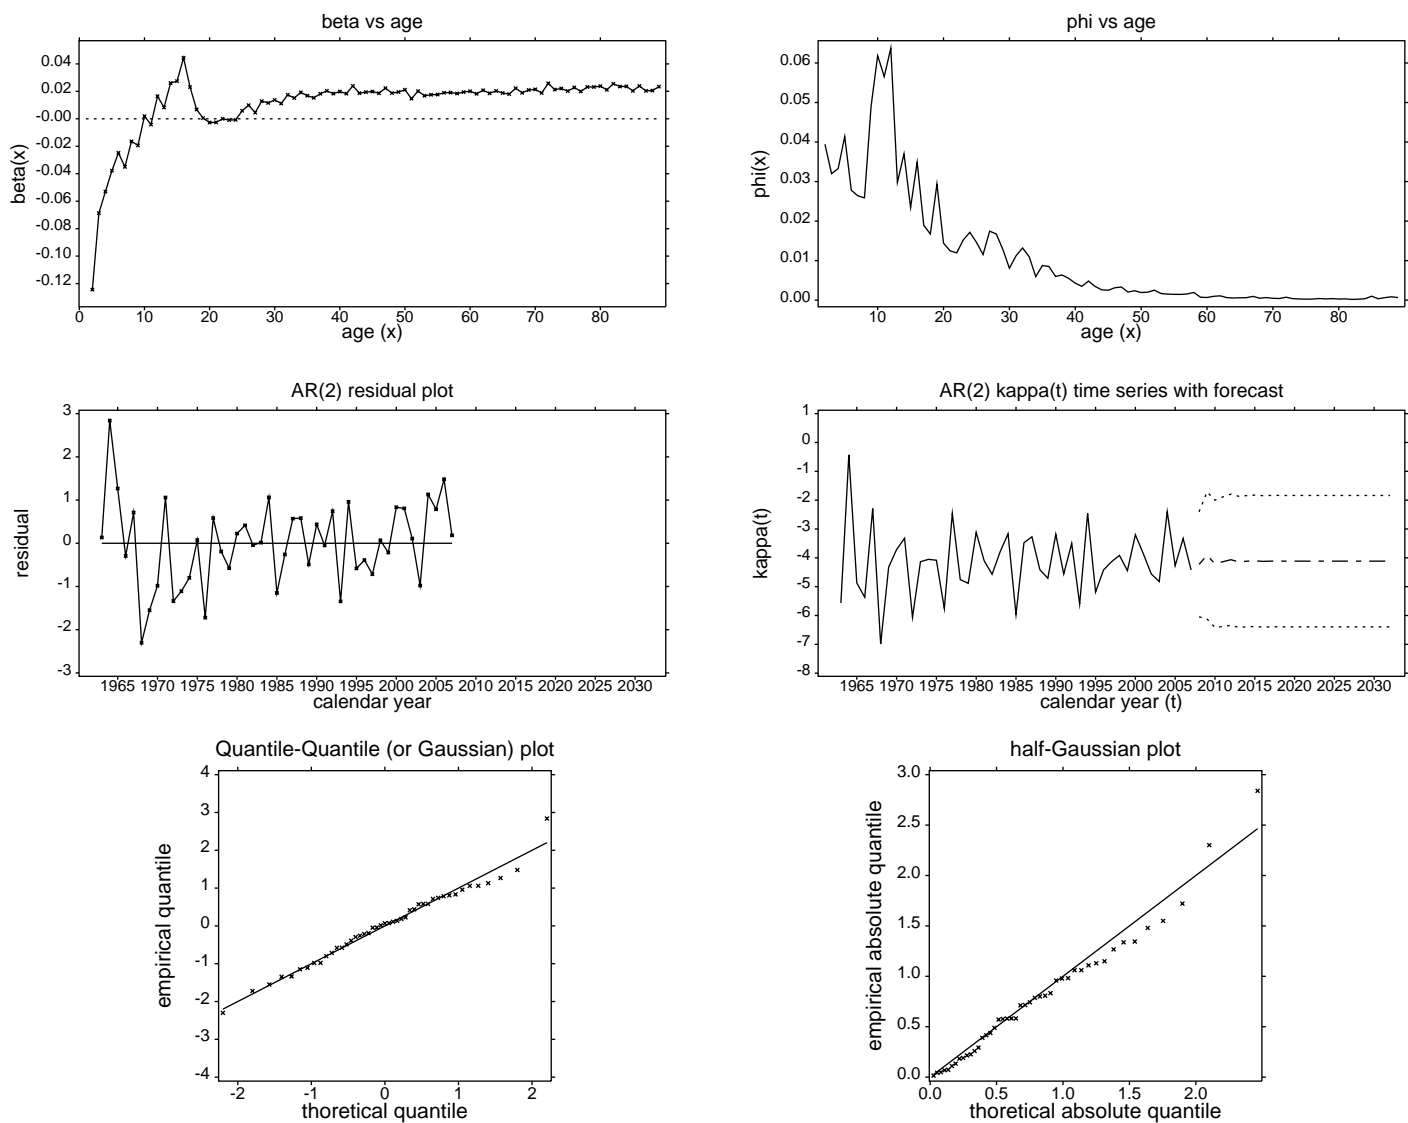 beta vs age
0.04
0.02
-0.00
-0.02
-0.04
-0.06
-0.08
-0.10
-0.12
beta(x)
0 10 20 30 40 50 60 70 80
age (x)
phi vs age
0.06
0.05
0.04
0.03
0.02
0.01
0.00
phi(x)
10 20 30 40 50 60 70 80
age (x)
AR(2) residual plot
3
2
1
0
-1
-2
-3
residual
1965 1970 1975 1980 1985 1990 1995 2000 2005 2010 2015 2020 2025 2030
calendar year
AR(2) kappa(t) time series with forecast
1
0
-1
-2
-3
-4
-5
-6
-7
-8
kappa(t)
1965 1970 1975 1980 1985 1990 1995 2000 2005 2010 2015 2020 2025 2030
calendar year (t)
Quantile-Quantile (or Gaussian) plot
4
3
2
1
0
-1
-2
-3
-4
empirical quantile
-2 -1 0 1 2
thoretical quantile
half-Gaussian plot
3.0
2.5
2.0
1.5
1.0
0.5
0.0
empirical absolute quantile
0.0 0.5 1.0 1.5 2.0
thoretical absolute quantile